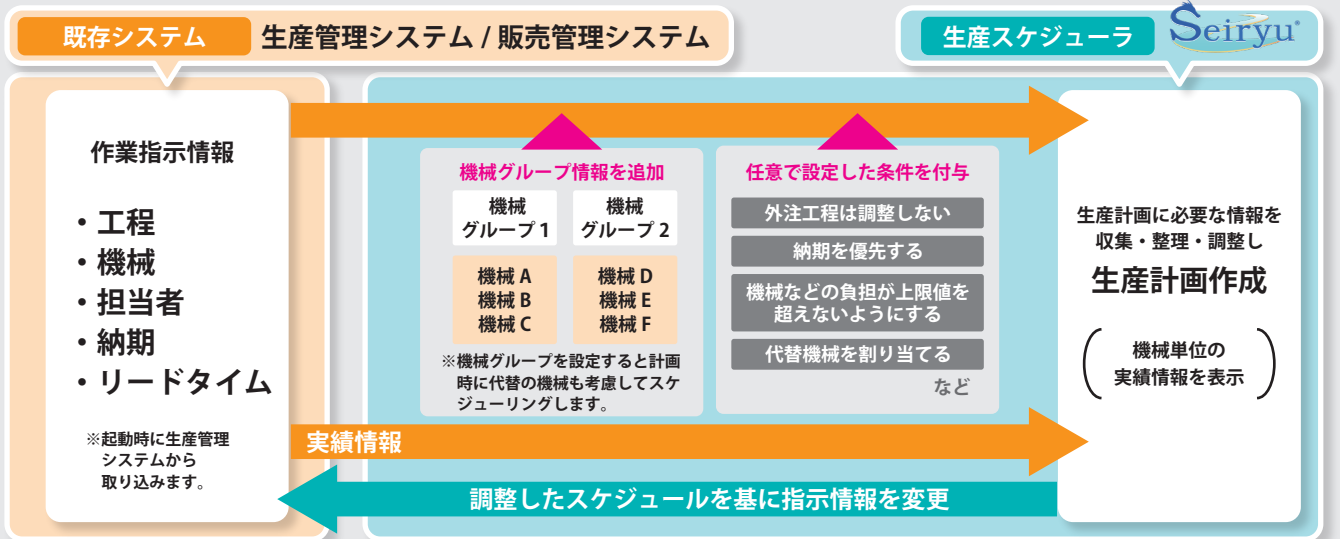 既存システム
生産管理システム / 販売管理システム
生産スケジューラ
Seiryu®
作業指示情報
・工程
・機械
・担当者
・納期
・リードタイム
※起動時に生産管理
システムから
取り込みます。
機械グループ情報を追加
機械
グループ 1
機械
グループ 2
機械 A
機械 B
機械 C
機械 D
機械 E
機械 F
※機械グループを設定すると計画
時に代替の機械も考慮してスケ
ジューリングします。
任意で設定した条件を付与
外注工程は調整しない
納期を優先する
機械などの負担が上限値を
超えないようにする
代替機械を割り当てる
など
生産計画に必要な情報を
収集・整理・調整し
生産計画作成
機械単位の
実績情報を表示
実績情報
調整したスケジュールを基に指示情報を変更